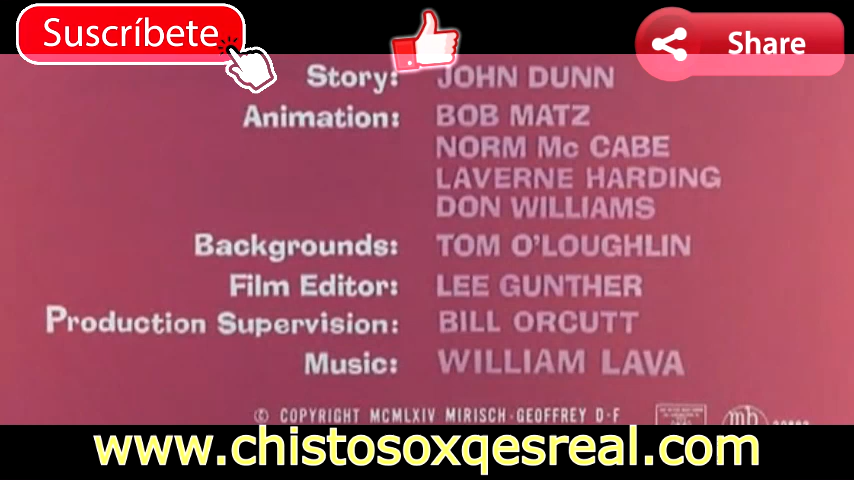 Suscríbete
Share
Story: JOHN DUNN
Animation: BOB MATZ
NORM Mc CABE
LAVERNE HARDING
DON WILLIAMS
Backgrounds: TOM O'LOUGHLIN
Film Editor: LEE GUNTHER
Production Supervision: BILL ORCUTT
Music: WILLIAM LAVA
© COPYRIGHT MCMLXIV MIRISCH-GEOFFREY D-F
www.chistosoxqesreal.com